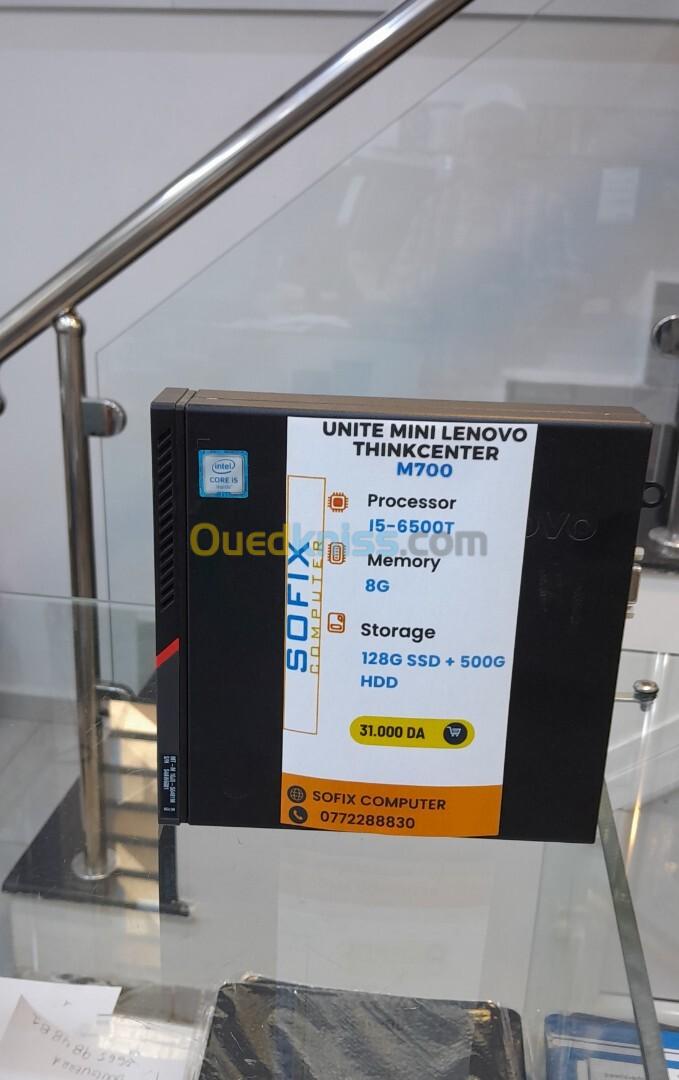 UNITE MINI LENOVO
THINKCENTER
M700
intel
CORE i5
inside
Processor
I5-6500T
Ouedkniss.com
Memory
8G
SOFIX
COMPUTER
Storage
128G SSD + 500G
HDD
31.000 DA
SOFIX COMPUTER
0772288830